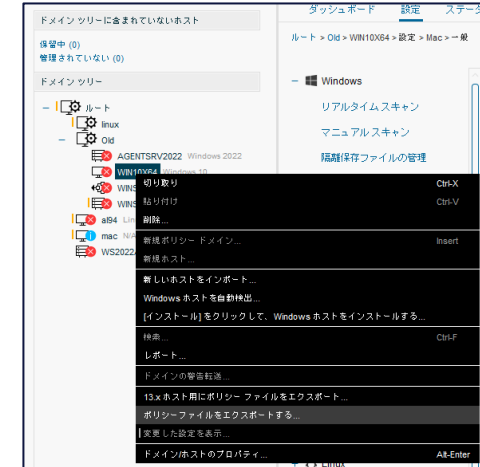 ドメイン ツリーに含まれていないホスト
保留中 (0)
管理されていない (0)
ドメイン ツリー
ルート
linux
Old
AGENTSRV2022 Windows 2022
WIN10X64 Windows 10
WINS
WINS
al94 Lin
mac N/A
WS2022
ダッシュボード 設定 ステータ
ルート > Old > WIN10X64 > 設定 > Mac > 一般
Windows
リアルタイム スキャン
マニュアル スキャン
隔離保存ファイルの管理
切り取り Ctrl-X
貼り付け Ctrl-V
削除...
新規ポリシー ドメイン... Insert
新規ホスト...
新しいホストをインポート...
Windows ホストを自動検出...
[インストール] をクリックして、Windows ホストをインストールする...
検索... Ctrl-F
レポート...
ドメインの警告転送...
13.x ホスト用にポリシー ファイルをエクスポート...
ポリシーファイルをエクスポートする...
変更した設定を表示...
ドメイン/ホストのプロパティ... Alt-Enter
Linux